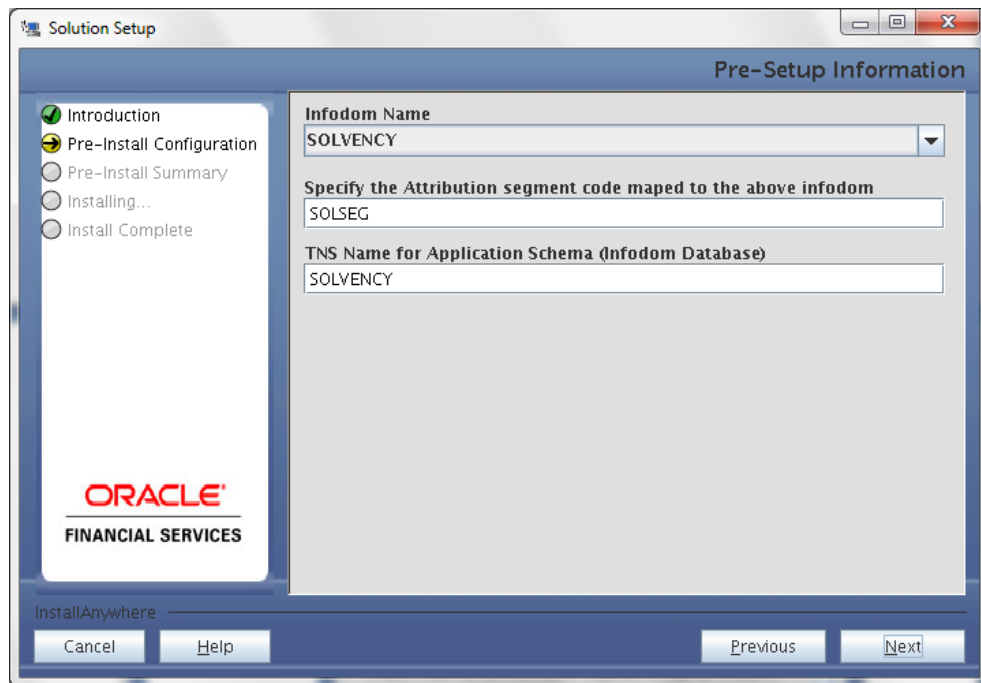 Solution Setup
Pre-Setup Information
Introduction
Pre-Install Configuration
Pre-Install Summary
Installing...
Install Complete
ORACLE'
FINANCIAL SERVICES
Infodom Name
SOLVENCY
Specify the Attribution segment code maped to the above infodom
SOLSEG
TNS Name for Application Schema (Infodom Database)
SOLVENCY
InstallAnywhere
Cancel
Help
Previous
Next